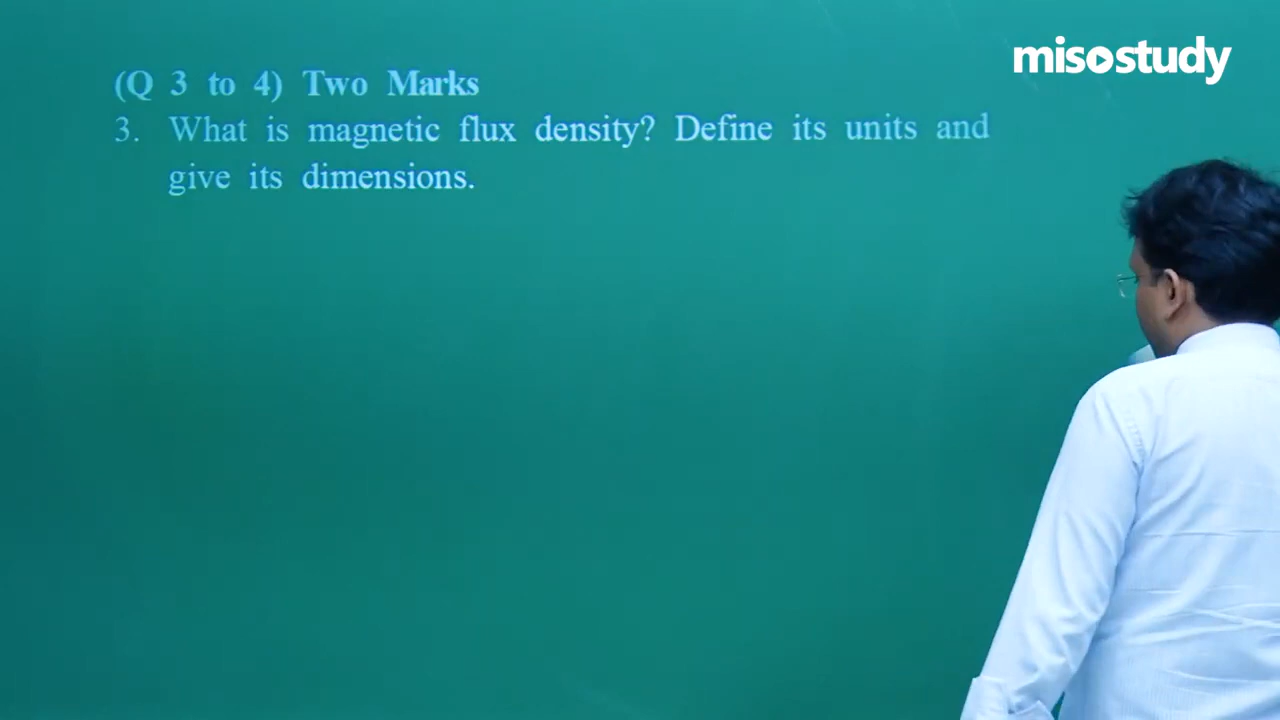 misostudy
(Q 3 to 4) Two Marks
3. What is magnetic flux density? Define its units and
give its dimensions.